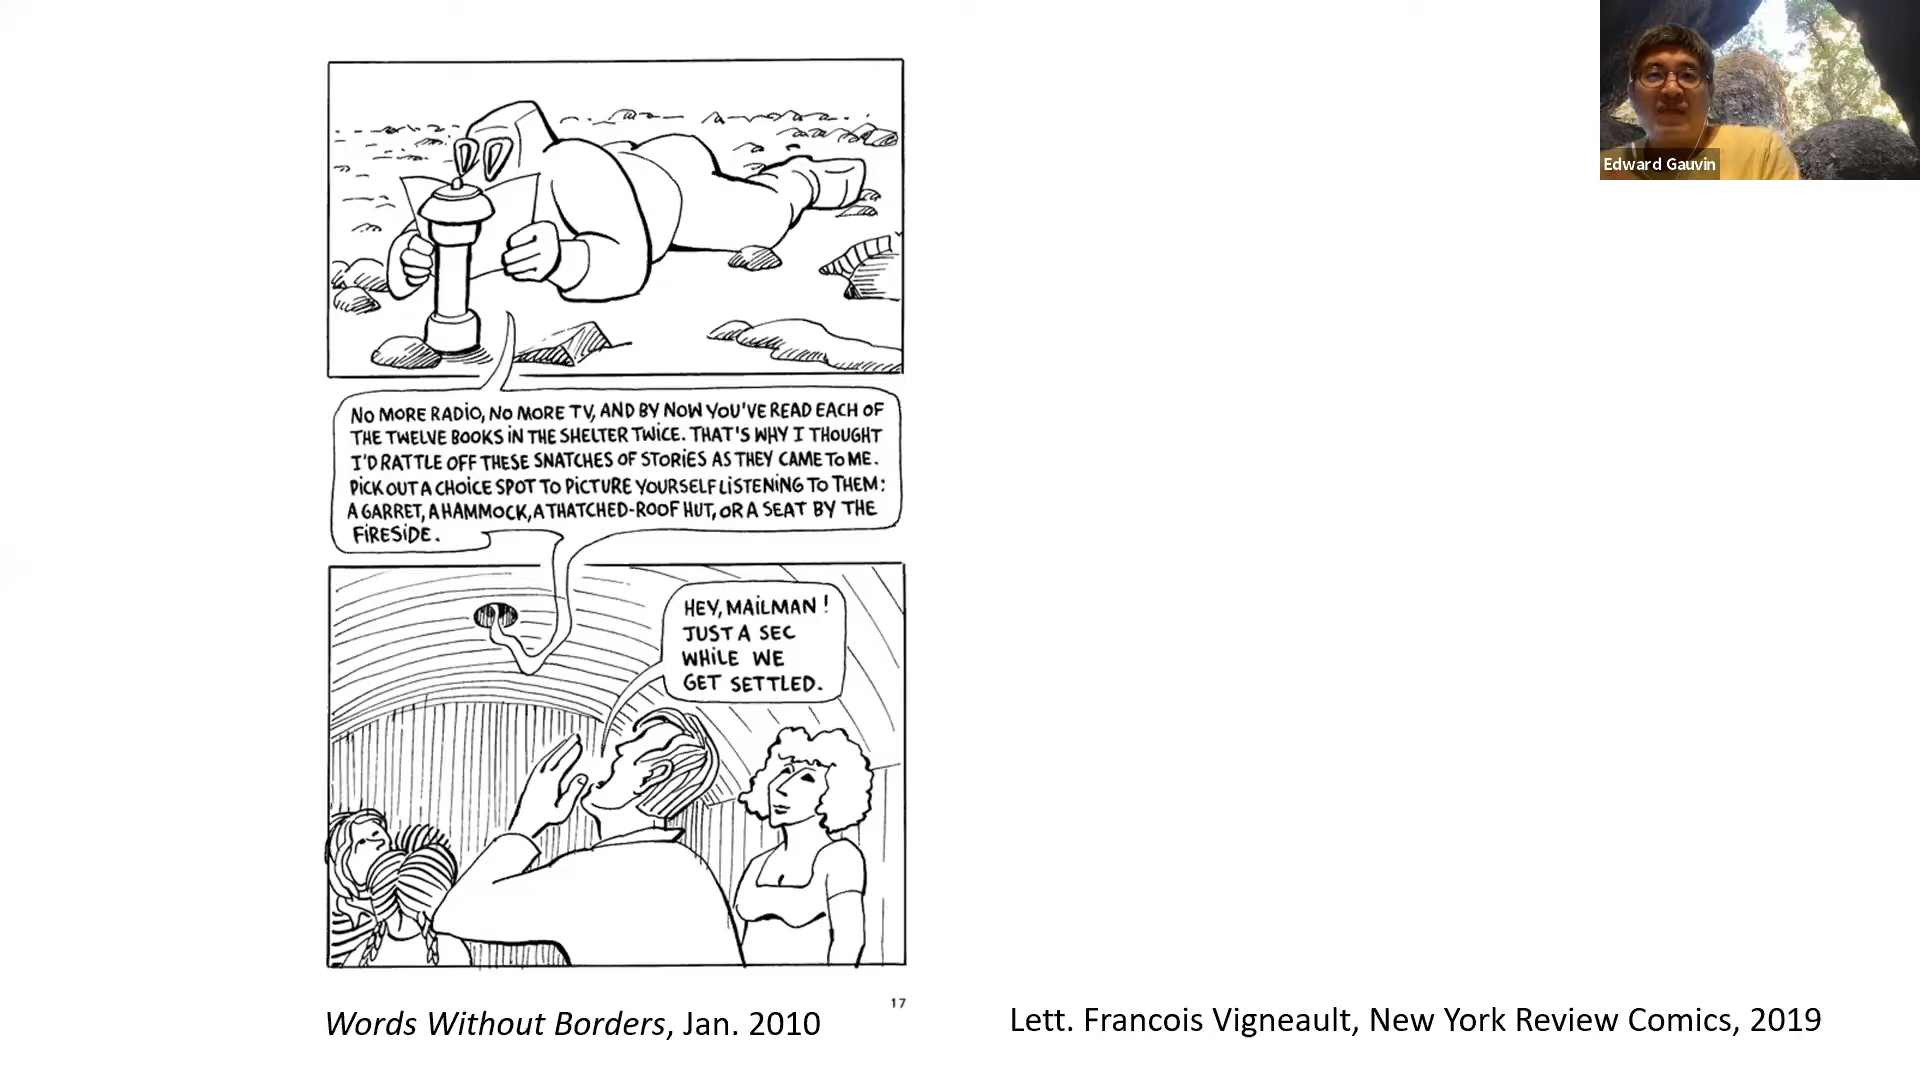 Edward Gauvin
NO MORE RADIO, NO MORE TV, AND BY NOW YOU'VE READ EACH OF
THE TWELVE BOOKS IN THE SHELTER TWICE. THAT'S WHY I THOUGHT
I'D RATTLE OFF THESE SNATCHES OF STORIES AS THEY CAME TO ME.
PICK OUT A CHOICE SPOT TO PICTURE YOURSELF LISTENING TO THEM:
A GARRET, A HAMMOCK, A THATCHED-ROOF HUT, OR A SEAT BY THE
FIRESIDE.
HEY, MAILMAN!
JUST A SEC
WHILE WE
GET SETTLED.
17
Words Without Borders, Jan. 2010
Lett. Francois Vigneault, New York Review Comics, 2019